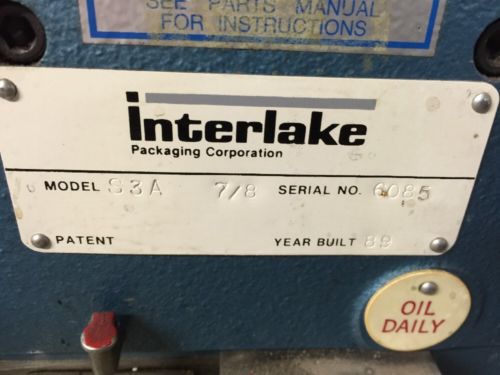 SEE PARTS MANUAL
FOR INSTRUCTIONS
interlake
Packaging Corporation
MODEL S3A 7/8 SERIAL NO. 6085
PATENT YEAR BUILT 89
OIL
DAILY